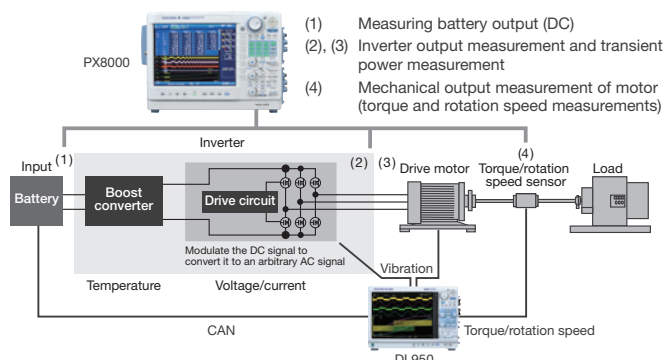 (1) Measuring battery output (DC)
(2), (3) Inverter output measurement and transient
power measurement
(4) Mechanical output measurement of motor
(torque and rotation speed measurements)
PX8000
Inverter
Input
(1)
(2)
(3)
Drive motor
(4)
Torque/rotation
speed sensor
Load
Battery
Boost
converter
Drive circuit
Modulate the DC signal to
convert it to an arbitrary AC signal
Vibration
Temperature
Voltage/current
CAN
Torque/rotation speed
DL950